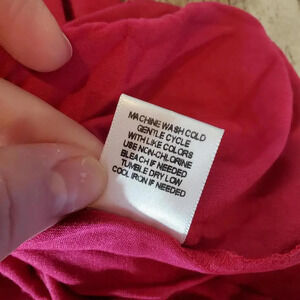 MACHINE WASH COLD
GENTLE CYCLE
WITH LIKE COLORS
USE NON-CHLORINE
BLEACH IF NEEDED
TUMBLE DRY LOW
COOL IRON IF NEEDED